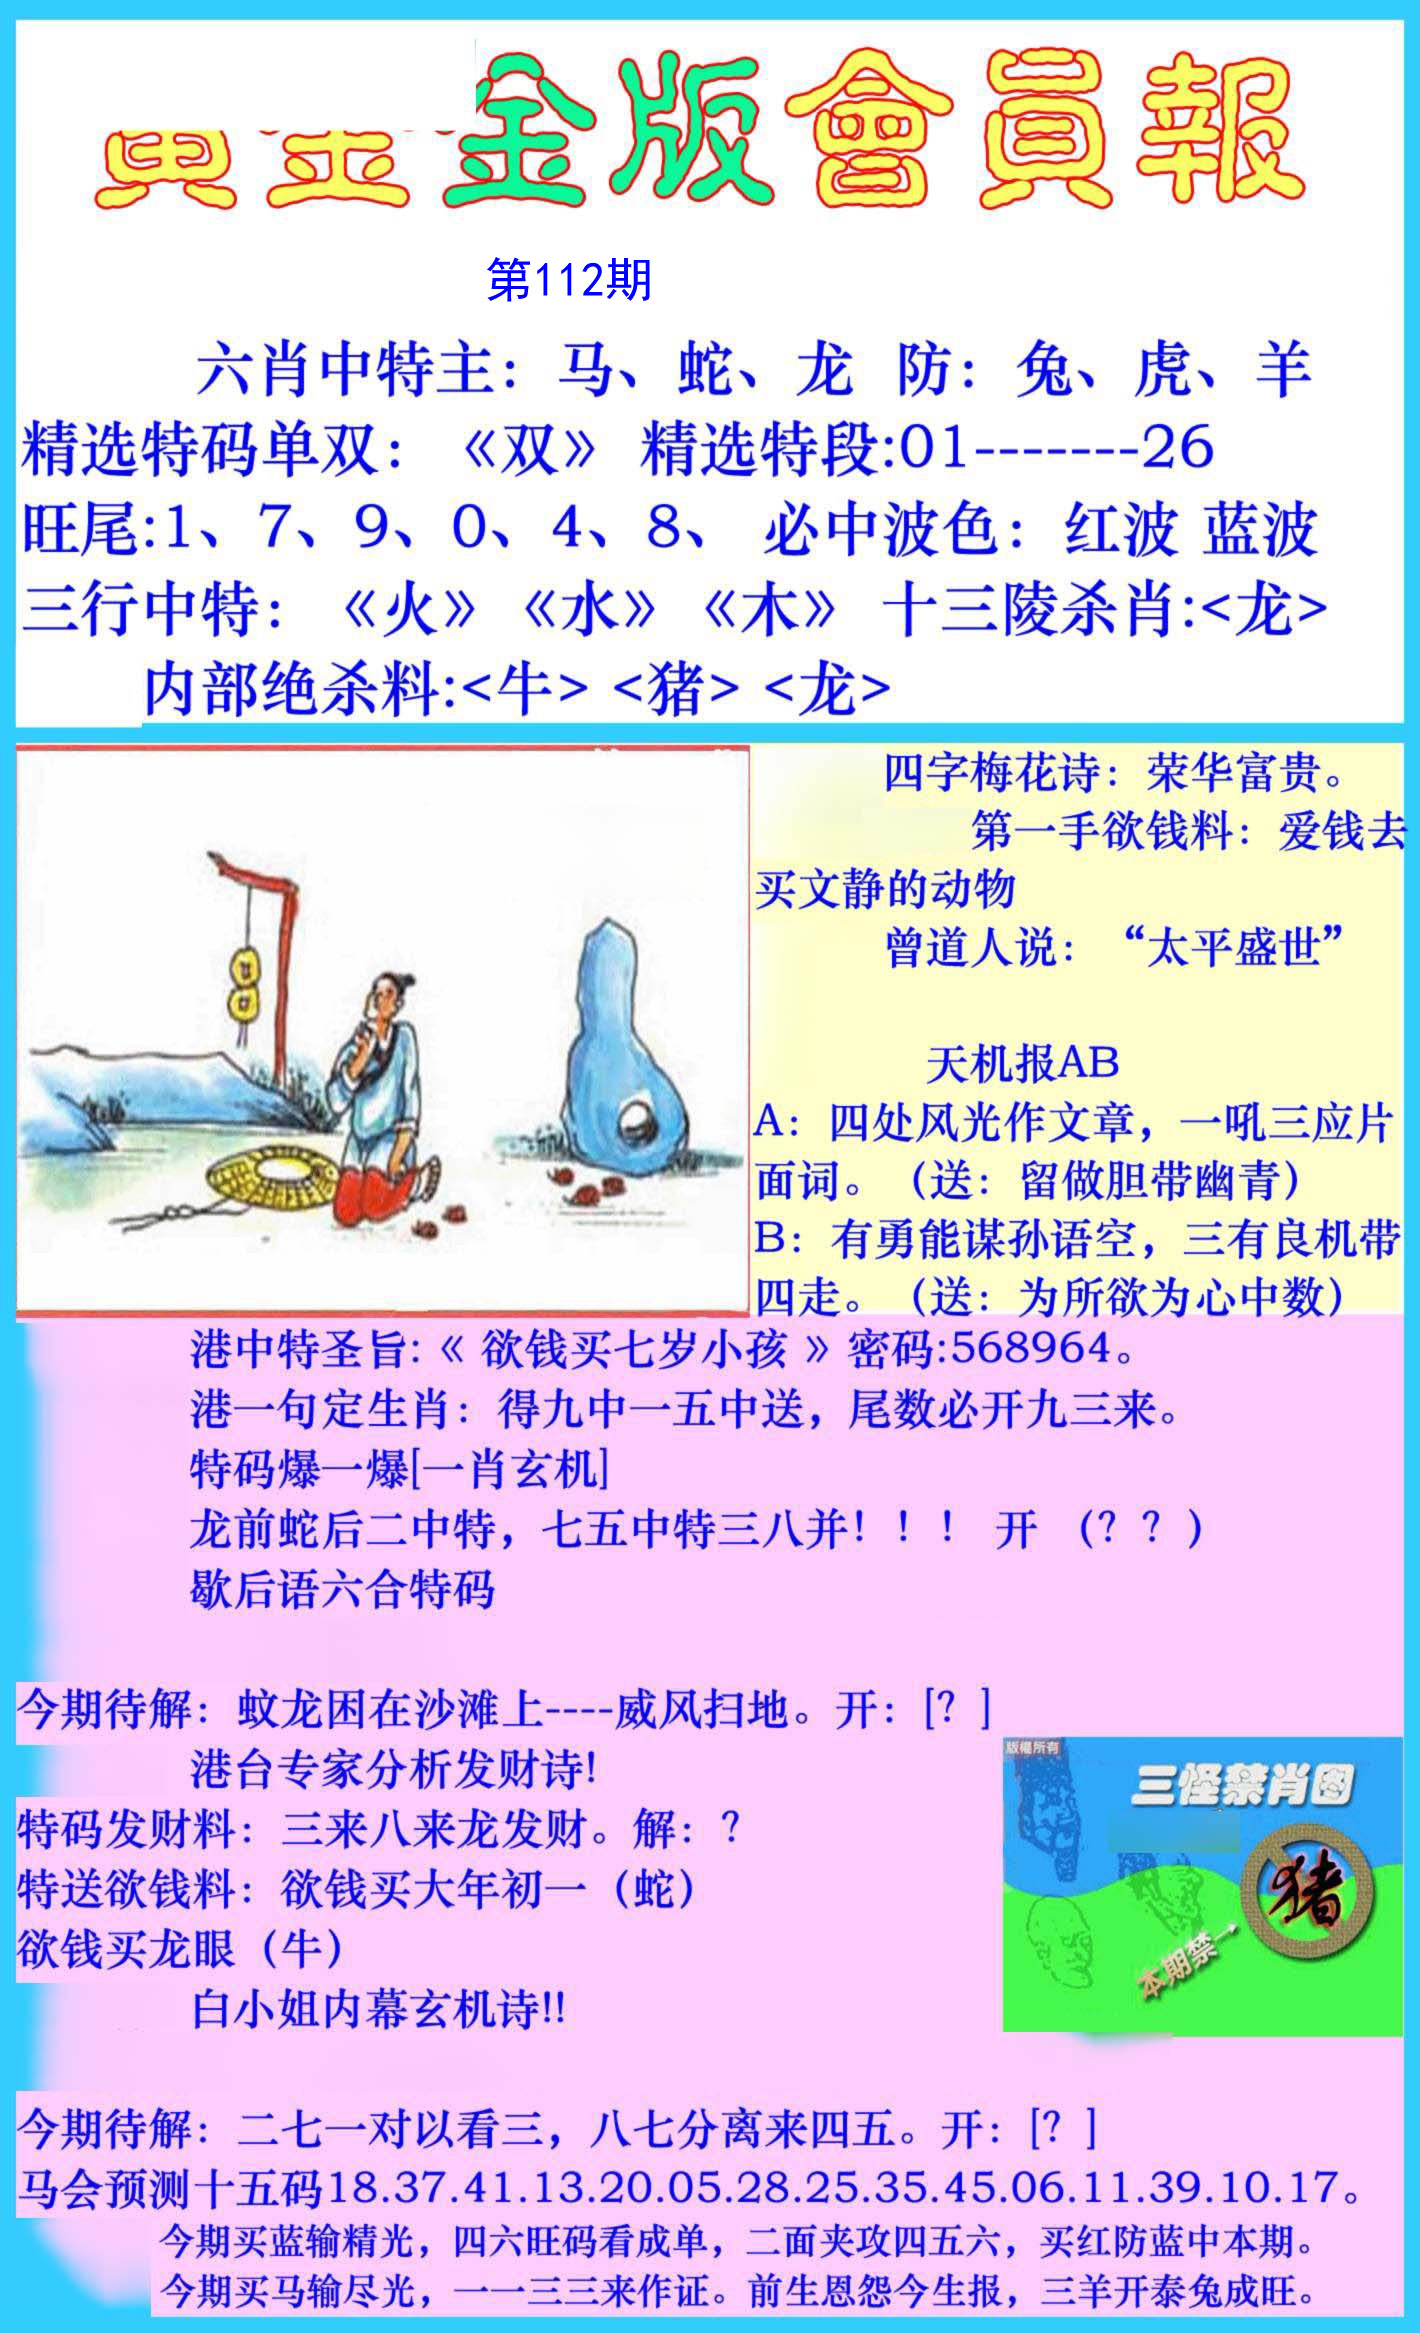 黄金金版會員報
第112期
六肖中特主：马、蛇、龙 防：兔、虎、羊
精选特码单双：《双》 精选特段:01-------26
旺尾:1、7、9、0、4、8、 必中波色：红波 蓝波
三行中特：《火》《水》《木》 十三陵杀肖:<龙>
内部绝杀料:<牛> <猪> <龙>
四字梅花诗：荣华富贵。
第一手欲钱料：爱钱去
买文静的动物
曾道人说：“太平盛世”
天机报AB
A：四处风光作文章，一吼三应片
面词。（送：留做胆带幽青）
B：有勇能谋孙语空，三有良机带
四走。（送：为所欲为心中数）
港中特圣旨:《 欲钱买七岁小孩 》密码:568964。
港一句定生肖：得九中一五中送，尾数必开九三来。
特码爆一爆[一肖玄机]
龙前蛇后二中特，七五中特三八并！！！ 开 （？？）
歇后语六合特码
今期待解：蚊龙困在沙滩上----威风扫地。开：[？]
港台专家分析发财诗!
特码发财料：三来八来龙发财。解：？
特送欲钱料：欲钱买大年初一（蛇）
欲钱买龙眼（牛）
白小姐内幕玄机诗!!
版權所有
三怪禁肖图
猪
本期禁→
今期待解：二七一对以看三，八七分离来四五。开：[？]
马会预测十五码18.37.41.13.20.05.28.25.35.45.06.11.39.10.17。
今期买蓝输精光，四六旺码看成单，二面夹攻四五六，买红防蓝中本期。
今期买马输尽光，一一三三来作证。前生恩怨今生报，三羊开泰兔成旺。